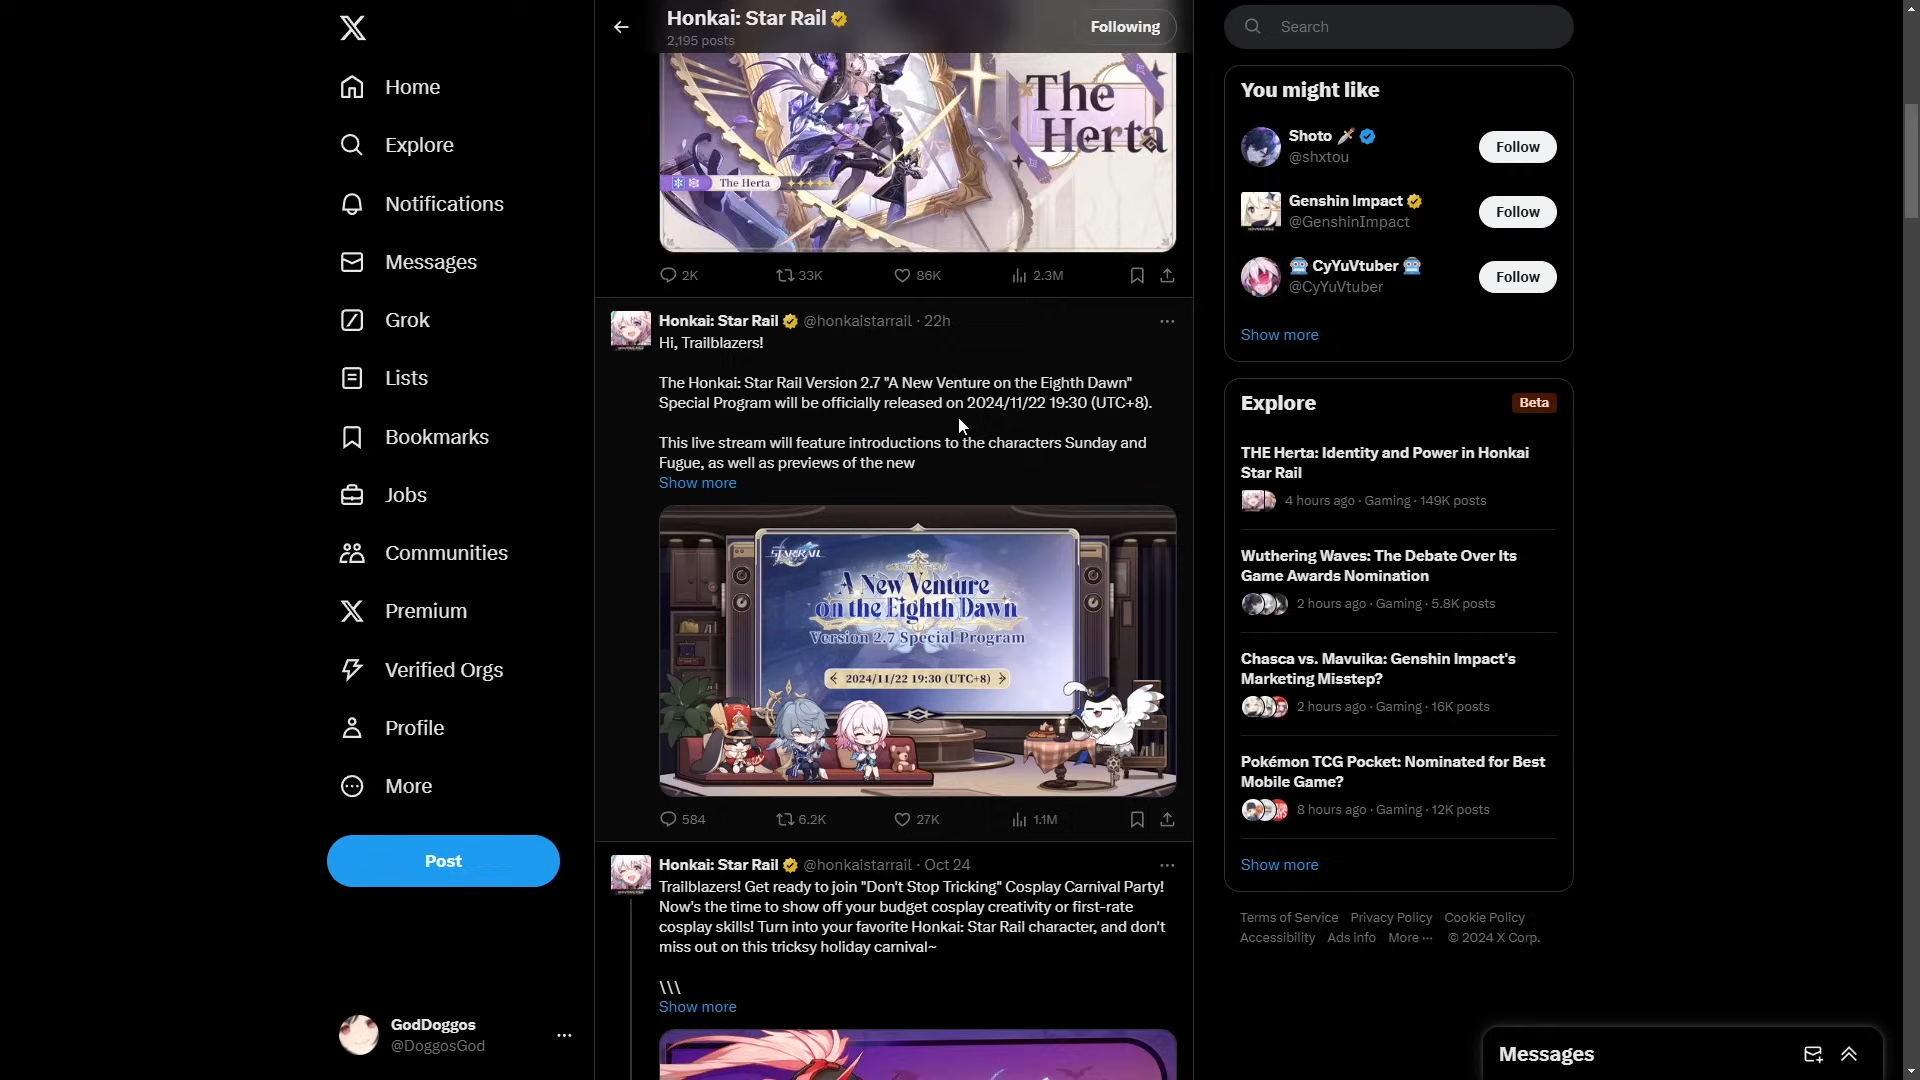 Home
Explore
Notifications
Messages
Grok
Lists
Bookmarks
Jobs
Communities
Premium
Verified Orgs
Profile
More
Post
GodDoggos
@DoggosGod
Honkai: Star Rail
2,195 posts
Following
The
Herta
The Herta
2K 33K 86K 2.3M
Honkai: Star Rail @honkaistarrail · 22h
Hi, Trailblazers!
The Honkai: Star Rail Version 2.7 "A New Venture on the Eighth Dawn"
Special Program will be officially released on 2024/11/22 19:30 (UTC+8).
This live stream will feature introductions to the characters Sunday and
Fugue, as well as previews of the new
Show more
STAR RAIL
A New Venture
on the Eighth Dawn
Version 2.7 Special Program
2024/11/22 19:30 (UTC+8)
584 6.2K 27K 1.1M
Honkai: Star Rail @honkaistarrail · Oct 24
Trailblazers! Get ready to join "Don't Stop Tricking" Cosplay Carnival Party!
Now's the time to show off your budget cosplay creativity or first-rate
cosplay skills! Turn into your favorite Honkai: Star Rail character, and don't
miss out on this tricksy holiday carnival~
\\\
Show more
Search
You might like
Shoto
@shxtou
Follow
Genshin Impact
@GenshinImpact
Follow
CyYuVtuber
@CyYuVtuber
Follow
Show more
Explore
Beta
THE Herta: Identity and Power in Honkai
Star Rail
4 hours ago · Gaming · 149K posts
Wuthering Waves: The Debate Over Its
Game Awards Nomination
2 hours ago · Gaming · 5.8K posts
Chasca vs. Mavuika: Genshin Impact's
Marketing Misstep?
2 hours ago · Gaming · 16K posts
Pokémon TCG Pocket: Nominated for Best
Mobile Game?
8 hours ago · Gaming · 12K posts
Show more
Terms of Service Privacy Policy Cookie Policy
Accessibility Ads info More ··· © 2024 X Corp.
Messages